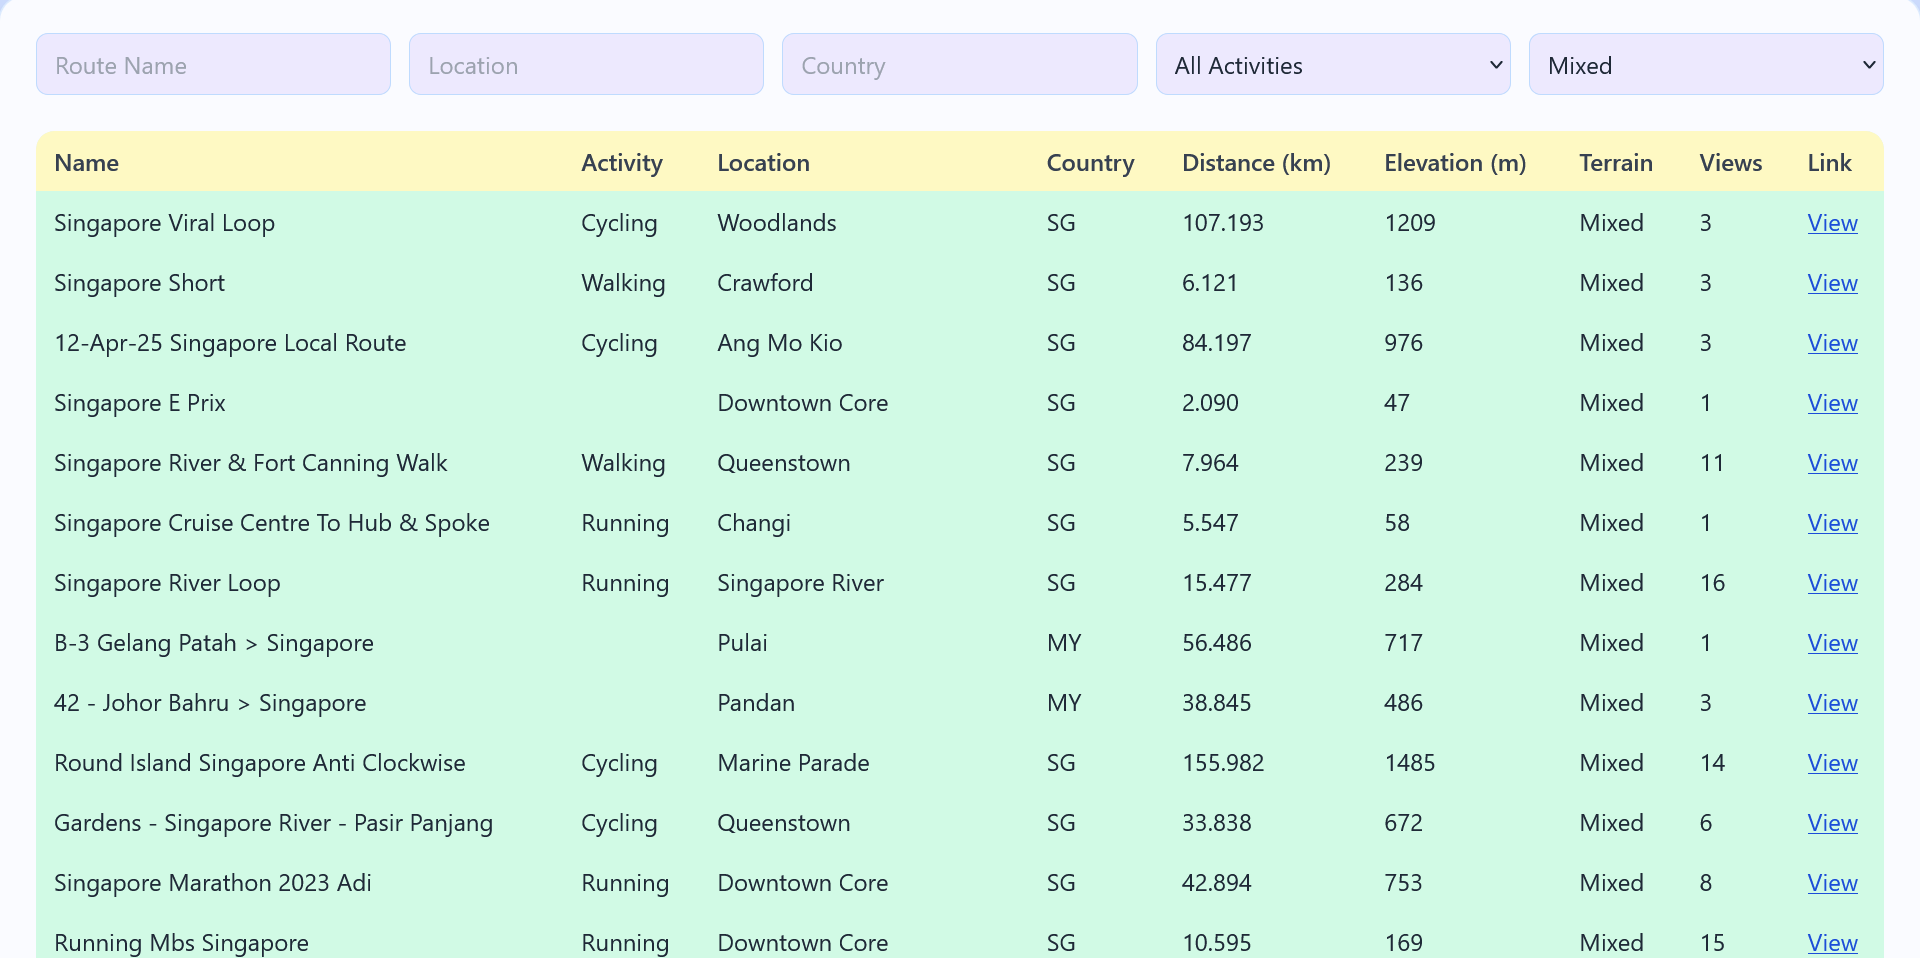 Route Name Location Country All Activities Mixed
Name Activity Location Country Distance (km) Elevation (m) Terrain Views Link
Singapore Viral Loop Cycling Woodlands SG 107.193 1209 Mixed 3 View
Singapore Short Walking Crawford SG 6.121 136 Mixed 3 View
12-Apr-25 Singapore Local Route Cycling Ang Mo Kio SG 84.197 976 Mixed 3 View
Singapore E Prix Downtown Core SG 2.090 47 Mixed 1 View
Singapore River & Fort Canning Walk Walking Queenstown SG 7.964 239 Mixed 11 View
Singapore Cruise Centre To Hub & Spoke Running Changi SG 5.547 58 Mixed 1 View
Singapore River Loop Running Singapore River SG 15.477 284 Mixed 16 View
B-3 Gelang Patah > Singapore Pulai MY 56.486 717 Mixed 1 View
42 - Johor Bahru > Singapore Pandan MY 38.845 486 Mixed 3 View
Round Island Singapore Anti Clockwise Cycling Marine Parade SG 155.982 1485 Mixed 14 View
Gardens - Singapore River - Pasir Panjang Cycling Queenstown SG 33.838 672 Mixed 6 View
Singapore Marathon 2023 Adi Running Downtown Core SG 42.894 753 Mixed 8 View
Running Mbs Singapore Running Downtown Core SG 10.595 169 Mixed 15 View